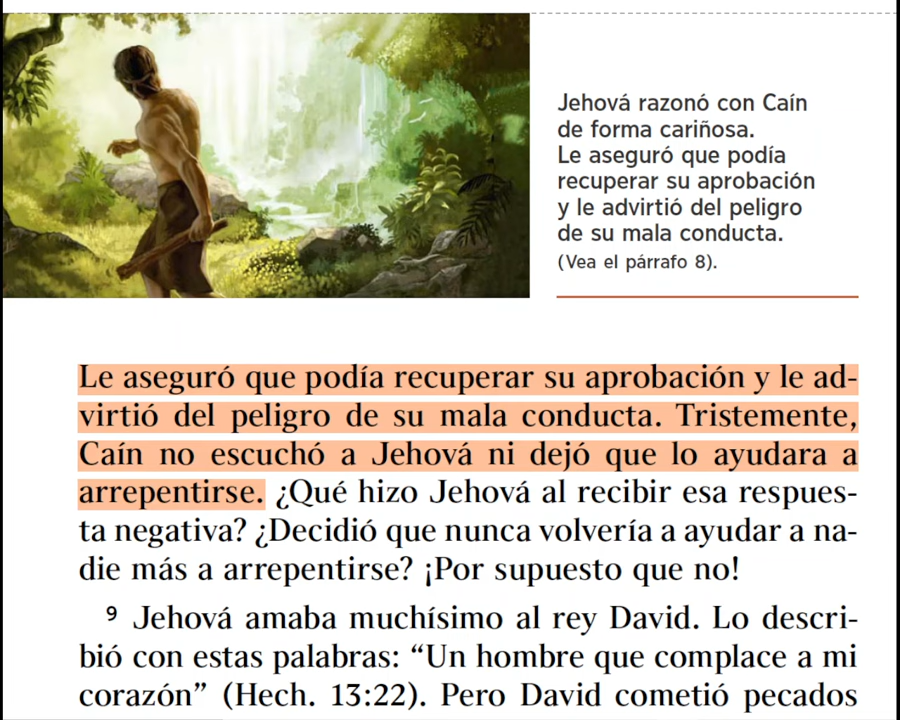 Jehová razonó con Caín
de forma cariñosa.
Le aseguró que podía
recuperar su aprobación
y le advirtió del peligro
de su mala conducta.
(Vea el párrafo 8).
Le aseguró que podía recuperar su aprobación y le ad-
virtió del peligro de su mala conducta. Tristemente,
Caín no escuchó a Jehová ni dejó que lo ayudara a
arrepentirse. ¿Qué hizo Jehová al recibir esa respues-
ta negativa? ¿Decidió que nunca volvería a ayudar a na-
die más a arrepentirse? ¡Por supuesto que no!
9 Jehová amaba muchísimo al rey David. Lo descri-
bió con estas palabras: “Un hombre que complace a mi
corazón” (Hech. 13:22). Pero David cometió pecados